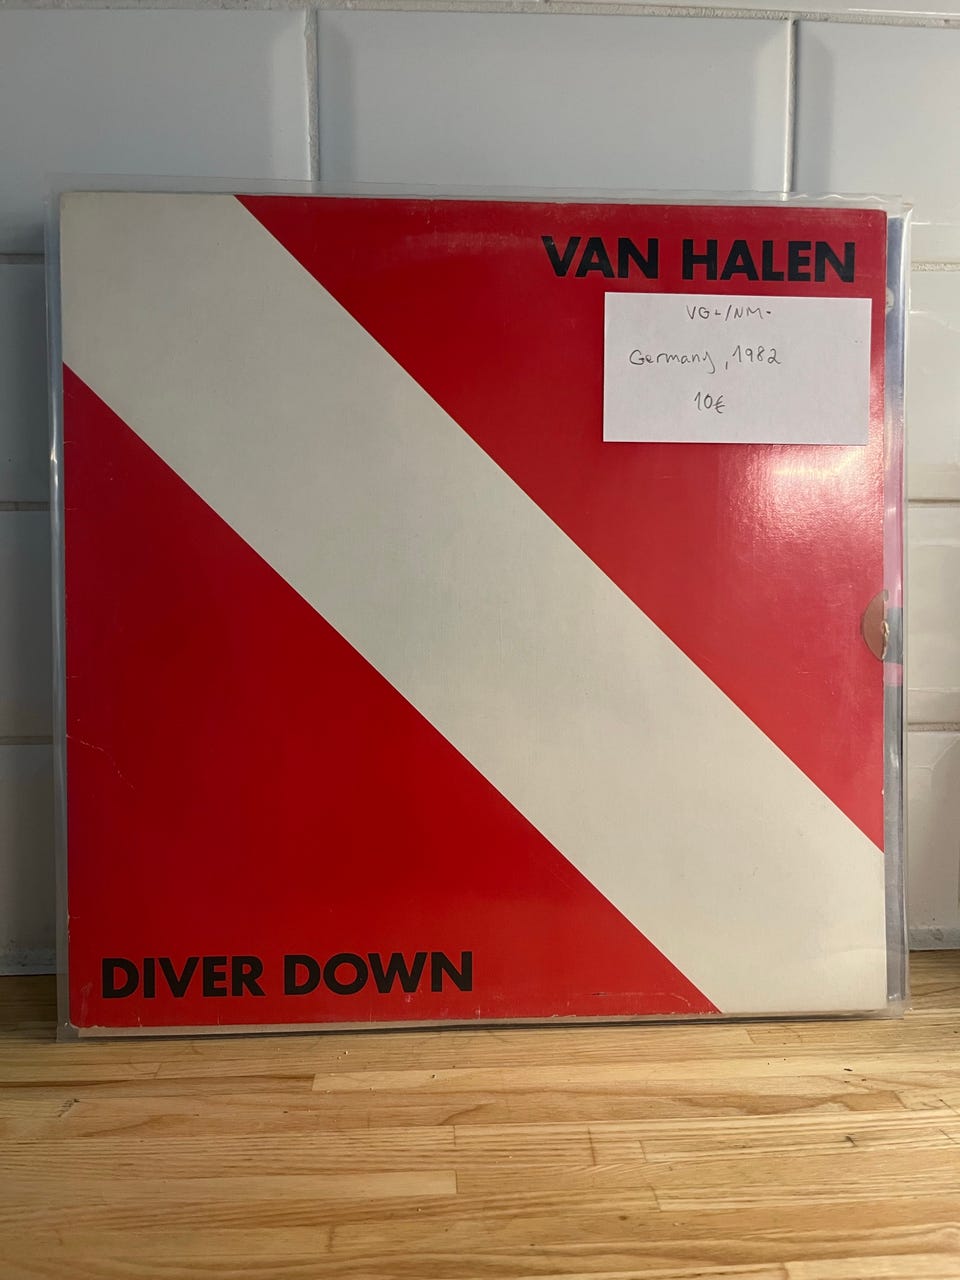 VAN HALEN
VG+/NM-
Germany, 1982
10€
DIVER DOWN